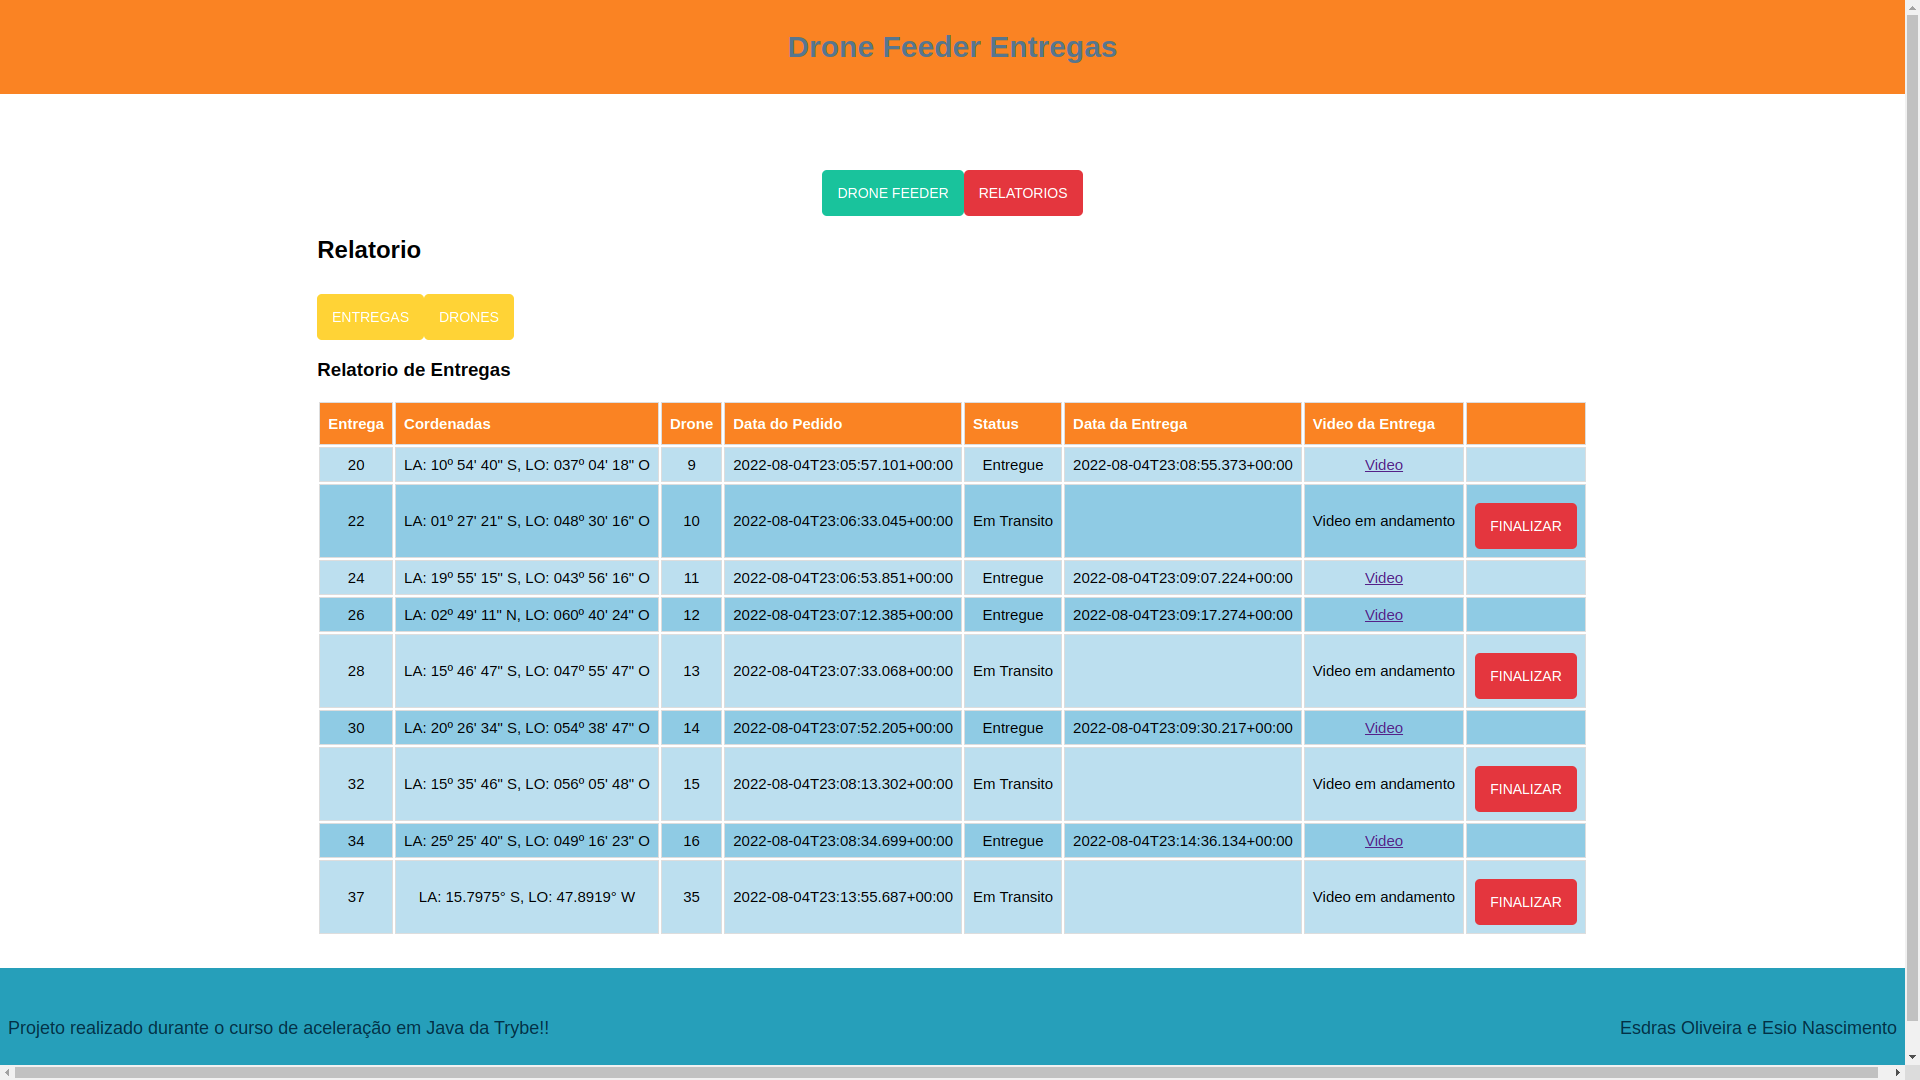 Drone Feeder Entregas
DRONE FEEDER RELATORIOS
Relatorio
ENTREGAS DRONES
Relatorio de Entregas
Entrega Cordenadas Drone Data do Pedido Status Data da Entrega Video da Entrega
20 LA: 10º 54' 40" S, LO: 037º 04' 18" O 9 2022-08-04T23:05:57.101+00:00 Entregue 2022-08-04T23:08:55.373+00:00 Video
22 LA: 01º 27' 21" S, LO: 048º 30' 16" O 10 2022-08-04T23:06:33.045+00:00 Em Transito Video em andamento FINALIZAR
24 LA: 19º 55' 15" S, LO: 043º 56' 16" O 11 2022-08-04T23:06:53.851+00:00 Entregue 2022-08-04T23:09:07.224+00:00 Video
26 LA: 02º 49' 11" N, LO: 060º 40' 24" O 12 2022-08-04T23:07:12.385+00:00 Entregue 2022-08-04T23:09:17.274+00:00 Video
28 LA: 15º 46' 47" S, LO: 047º 55' 47" O 13 2022-08-04T23:07:33.068+00:00 Em Transito Video em andamento FINALIZAR
30 LA: 20º 26' 34" S, LO: 054º 38' 47" O 14 2022-08-04T23:07:52.205+00:00 Entregue 2022-08-04T23:09:30.217+00:00 Video
32 LA: 15º 35' 46" S, LO: 056º 05' 48" O 15 2022-08-04T23:08:13.302+00:00 Em Transito Video em andamento FINALIZAR
34 LA: 25º 25' 40" S, LO: 049º 16' 23" O 16 2022-08-04T23:08:34.699+00:00 Entregue 2022-08-04T23:14:36.134+00:00 Video
37 LA: 15.7975° S, LO: 47.8919° W 35 2022-08-04T23:13:55.687+00:00 Em Transito Video em andamento FINALIZAR
Projeto realizado durante o curso de aceleração em Java da Trybe!! Esdras Oliveira e Esio Nascimento